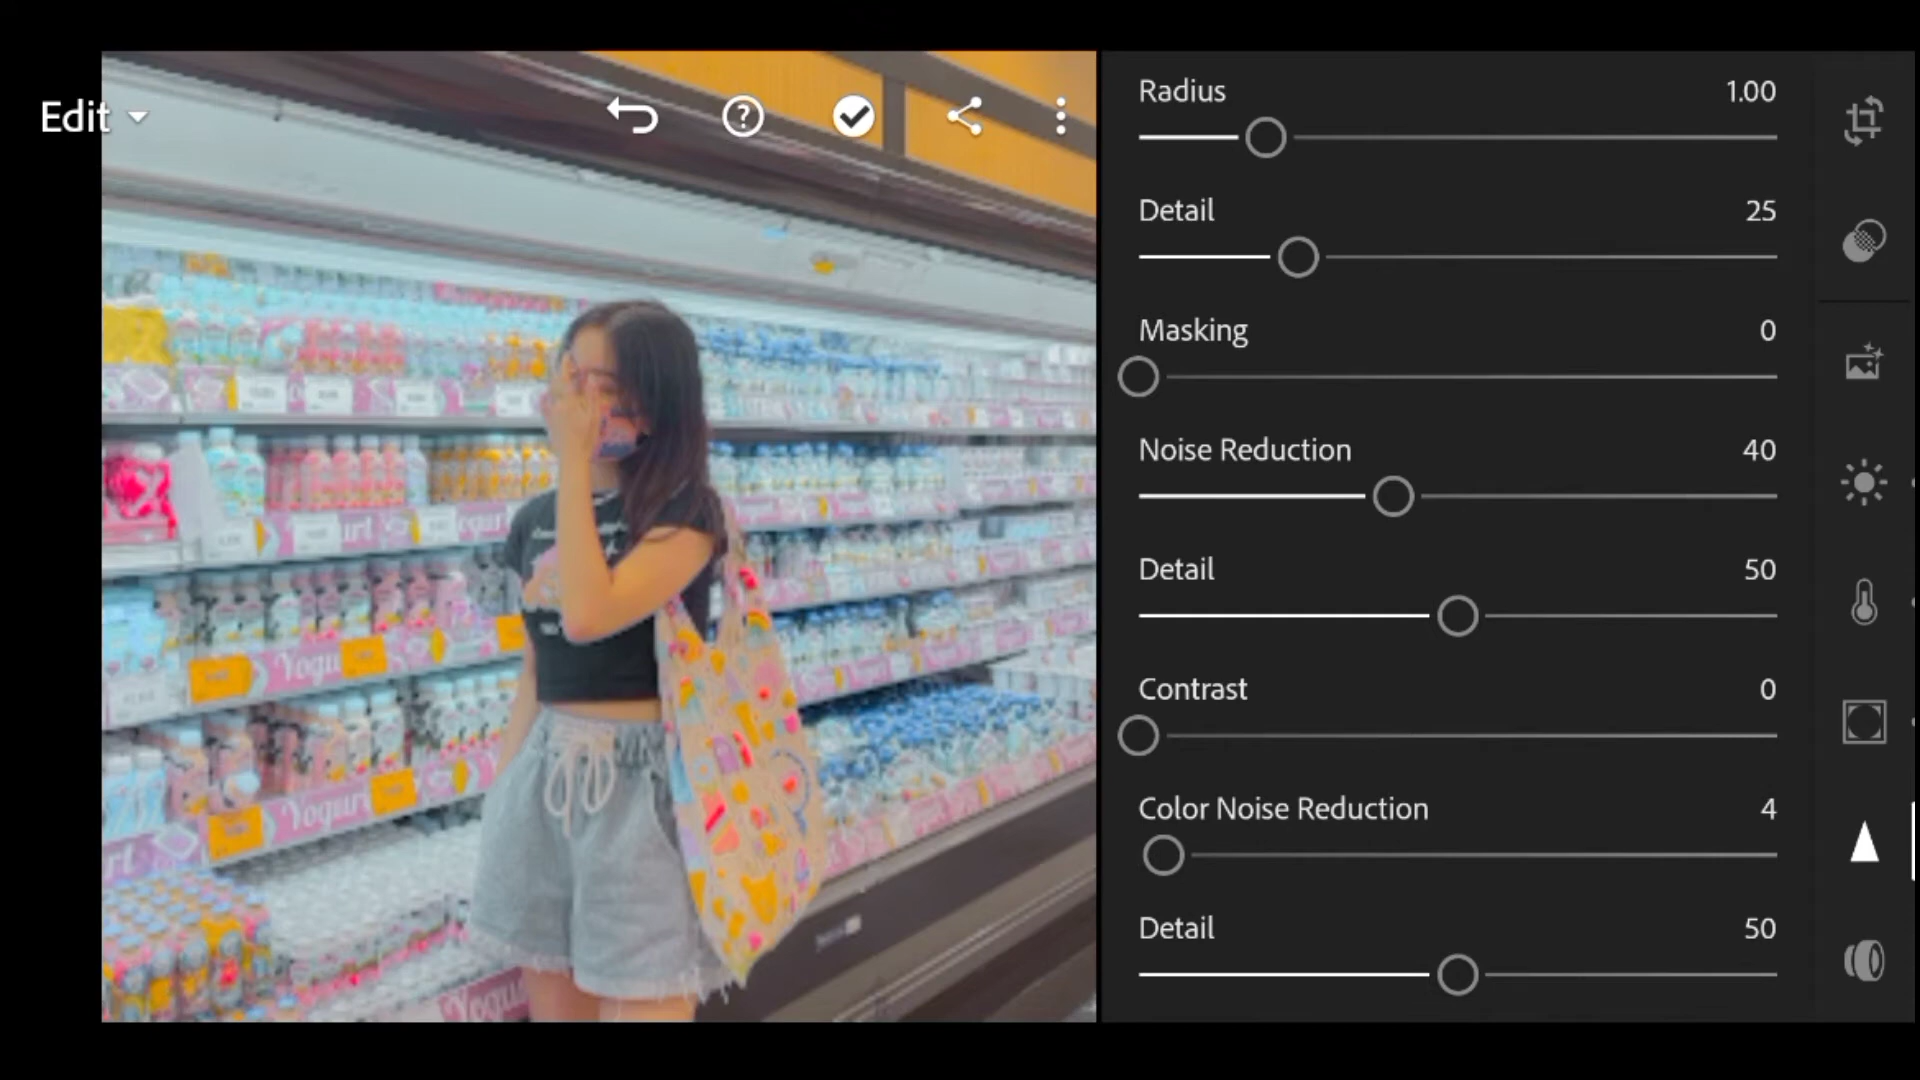 Edit
Radius 1.00
Detail 25
Masking 0
Noise Reduction 40
Detail 50
Contrast 0
Color Noise Reduction 4
Detail 50
Yogurt